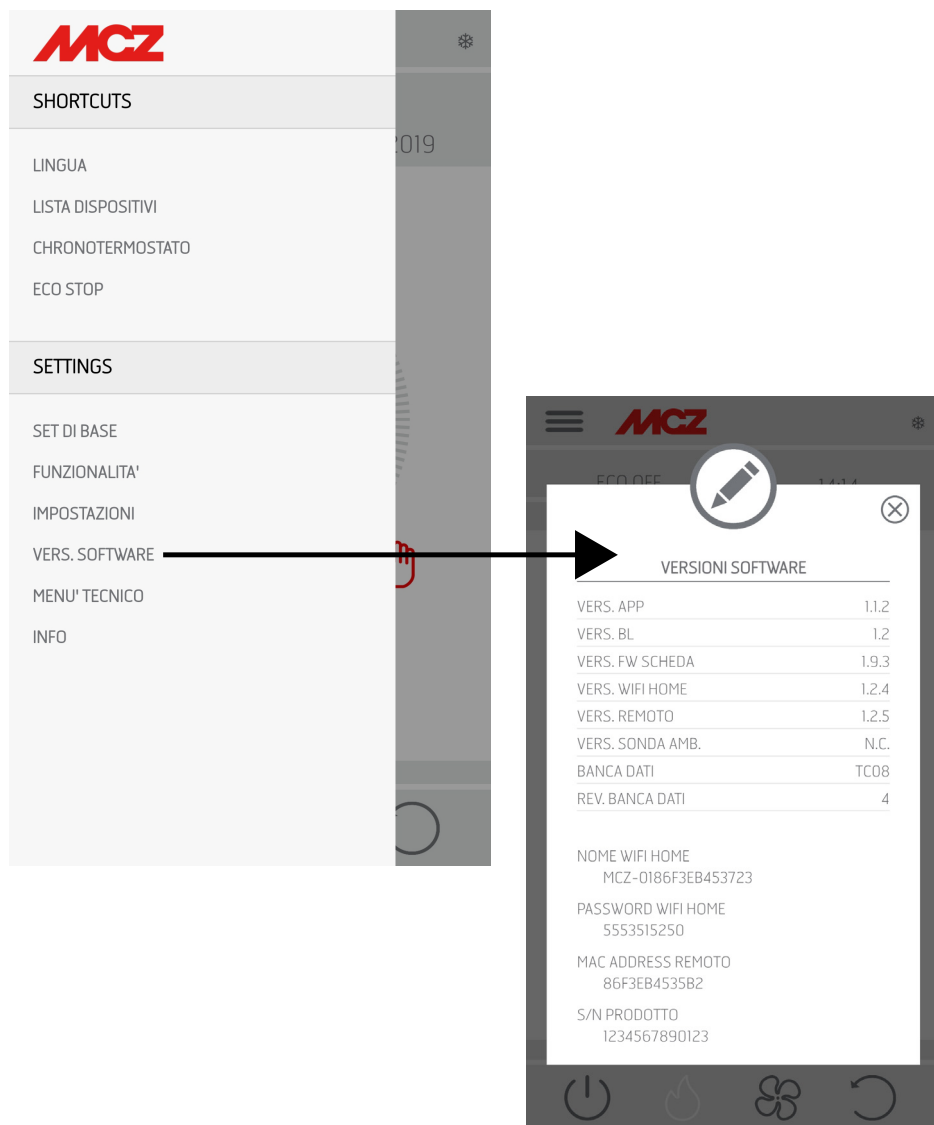 MCZ
SHORTCUTS
2019
LINGUA
LISTA DISPOSITIVI
CHRONOTERMOSTATO
ECO STOP
SETTINGS
SET DI BASE
FUNZIONALITA'
IMPOSTAZIONI
VERS. SOFTWARE
MENU' TECNICO
INFO
MCZ
ECO OFF 14:14
VERSIONI SOFTWARE
VERS. APP 1.1.2
VERS. BL 1.2
VERS. FW SCHEDA 1.9.3
VERS. WIFI HOME 1.2.4
VERS. REMOTO 1.2.5
VERS. SONDA AMB. N.C.
BANCA DATI TC08
REV. BANCA DATI 4
NOME WIFI HOME
MCZ-0186F3EB453723
PASSWORD WIFI HOME
5553515250
MAC ADDRESS REMOTO
86F3EB4535B2
S/N PRODOTTO
1234567890123